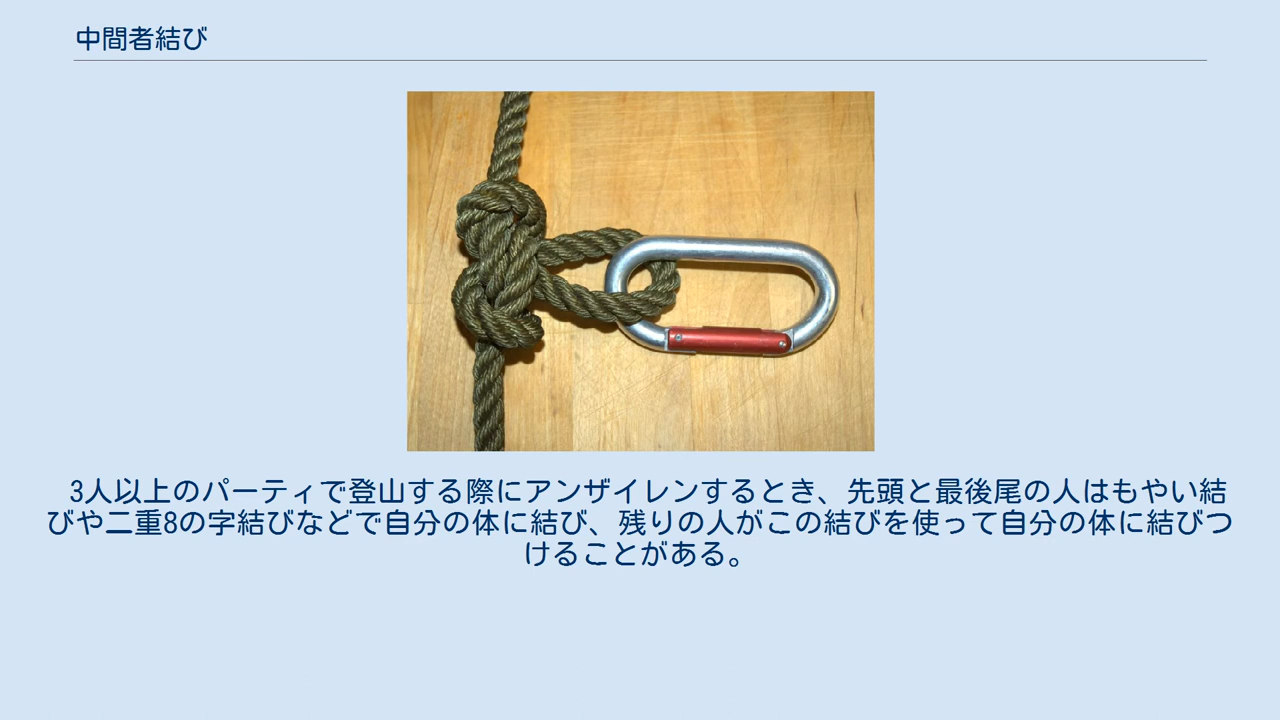 中間者結び
3人以上のパーティで登山する際にアンザイレンするとき、先頭と最後尾の人はもやい結
びや二重8の字結びなどで自分の体に結び、残りの人がこの結びを使って自分の体に結びつ
けることがある。